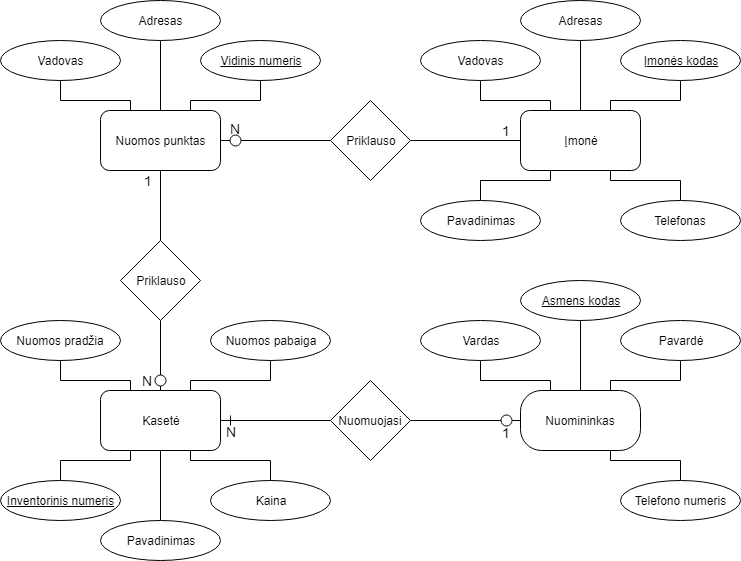 Adresas
Adresas
Vadovas
Vidinis numeris
Vadovas
Įmonės kodas
N
1
Nuomos punktas
Priklauso
Įmonė
1
Pavadinimas
Telefonas
Priklauso
Asmens kodas
Nuomos pradžia
Nuomos pabaiga
Vardas
Pavardė
N
Kasetė
Nuomuojasi
Nuomininkas
N
1
Inventorinis numeris
Kaina
Telefono numeris
Pavadinimas